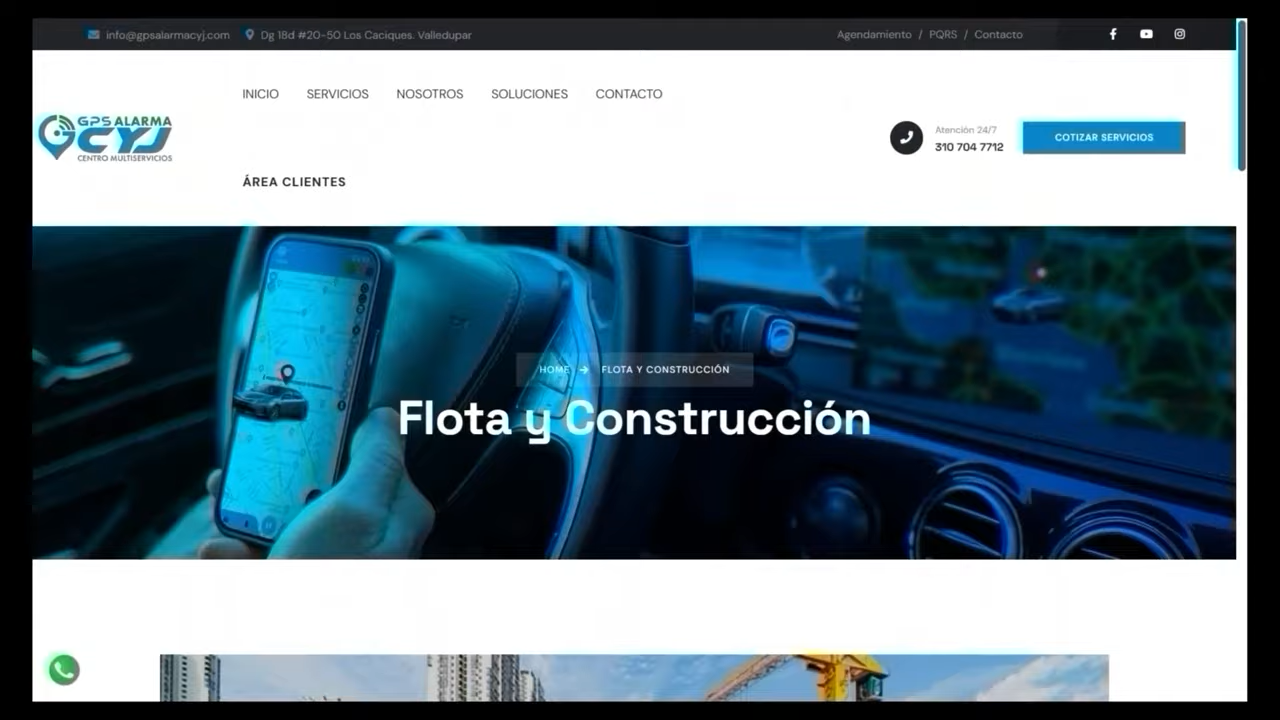 info@gpsalarmacyj.com Dg 18d #20-50 Los Caciques. Valledupar Agendamiento / PQRS / Contacto
INICIO SERVICIOS NOSOTROS SOLUCIONES CONTACTO
GPS ALARMA
CYJ
CENTRO MULTISERVICIOS
Atención 24/7
310 704 7712
COTIZAR SERVICIOS
ÁREA CLIENTES
HOME → FLOTA Y CONSTRUCCIÓN
Flota y Construcción